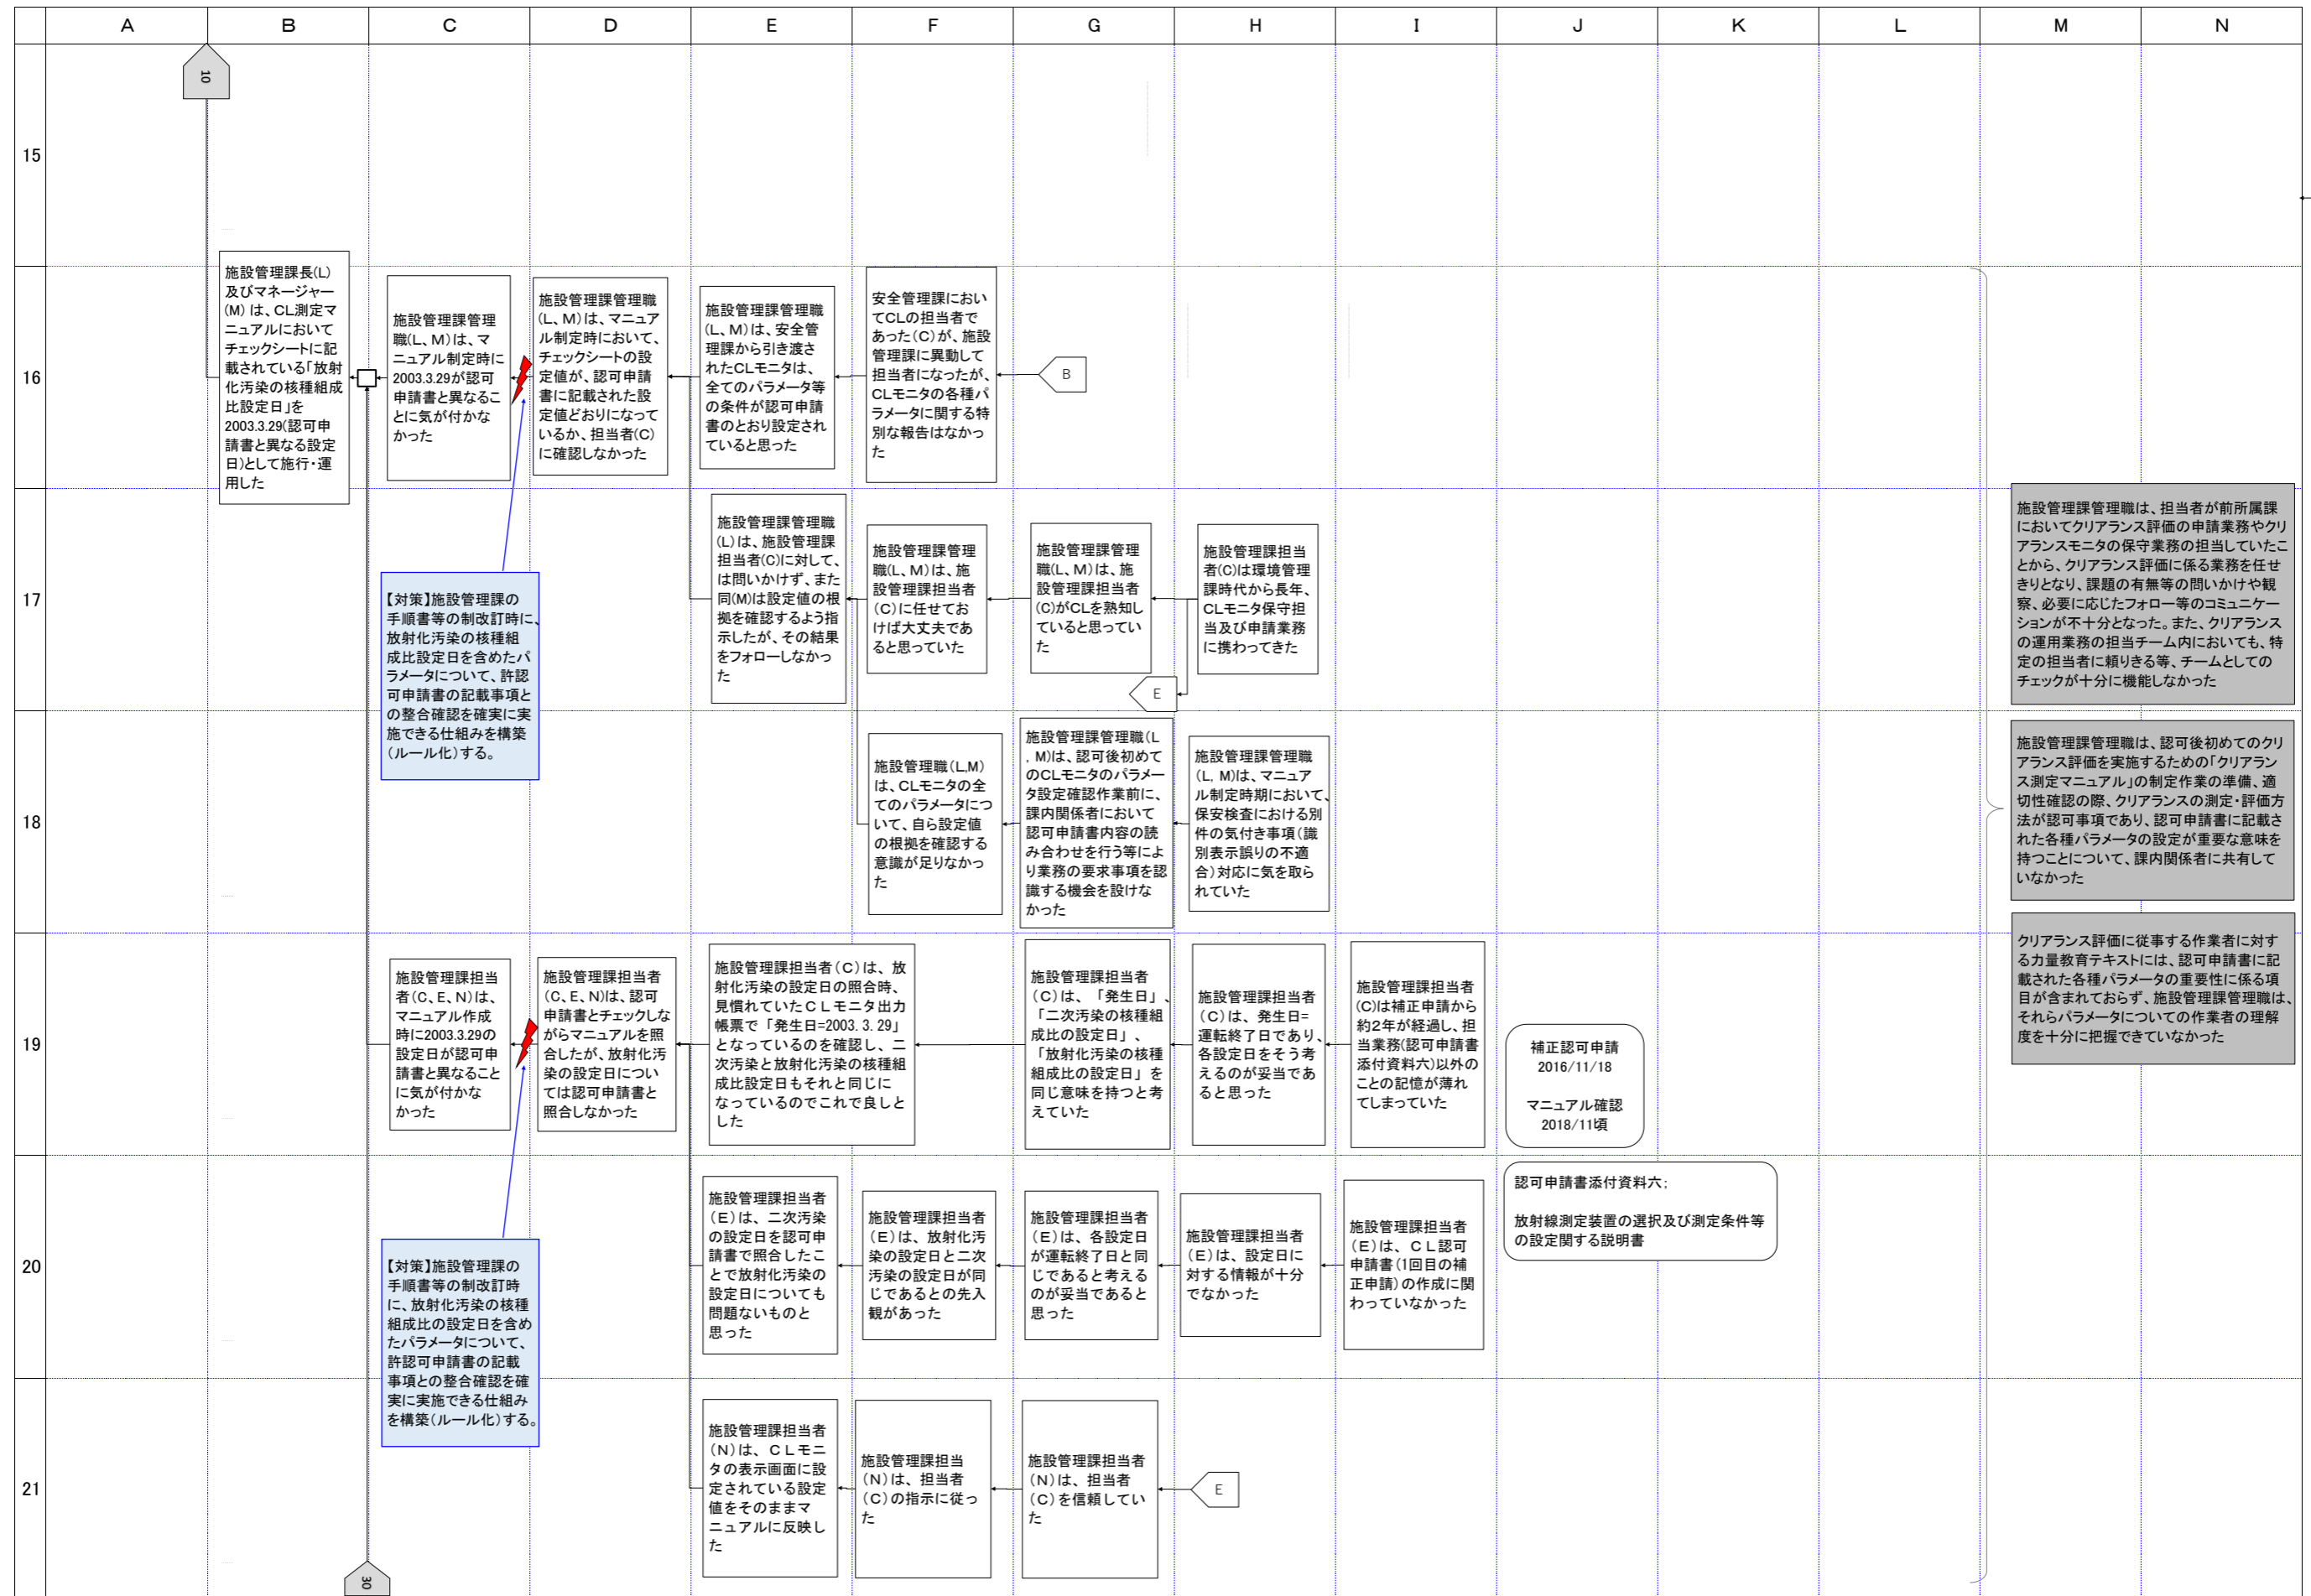 A B C D E F G H I J K L M N
10
15
16
施設管理課長(L)
及びマネージャー
(M) は、CL測定マ
ニュアルにおいて
チェックシートに記
載されている「放射
化汚染の核種組成
比設定日」を
2003.3.29(認可申
請書と異なる設定
日)として施行・運
用した
施設管理課管理
職(L、M)は、マ
ニュアル制定時に
2003.3.29が認可
申請書と異なるこ
とに気が付かな
かった
施設管理課管理職
(L、M)は、マニュア
ル制定時において、
チェックシートの設
定値が、認可申請
書に記載された設
定値どおりになって
いるか、担当者(C)
に確認しなかった
施設管理課管理職
(L、M)は、安全管
理課から引き渡さ
れたCLモニタは、
全てのパラメータ等
の条件が認可申請
書のとおり設定され
ていると思った
安全管理課におい
てCLの担当者で
あった(C)が、施設
管理課に異動して
担当者になったが、
CLモニタの各種パ
ラメータに関する特
別な報告はなかっ
た
B
17
【対策】施設管理課の
手順書等の制改訂時に、
放射化汚染の核種組
成比設定日を含めたパ
ラメータについて、許認
可申請書の記載事項と
の整合確認を確実に実
施できる仕組みを構築
(ルール化)する。
施設管理課管理職
(L)は、施設管理課
担当者(C)に対して、
は問いかけず、また
同(M)は設定値の根
拠を確認するよう指
示したが、その結果
をフォローしなかっ
た
施設管理課管理
職(L、M)は、施
設管理課担当者
(C)に任せてお
けば大丈夫であ
ると思っていた
施設管理課管理
職(L、M)は、施
設管理課担当者
(C)がCLを熟知し
ていると思ってい
た
施設管理課担当
者(C)は環境管理
課時代から長年、
CLモニタ保守担
当及び申請業務
に携わってきた
E
施設管理課管理職は、担当者が前所属課
においてクリアランス評価の申請業務やクリ
アランスモニタの保守業務の担当していたこ
とから、クリアランス評価に係る業務を任せ
きりとなり、課題の有無等の問いかけや観
察、必要に応じたフォロー等のコミュニケー
ションが不十分となった。また、クリアランス
の運用業務の担当チーム内においても、特
定の担当者に頼りきる等、チームとしての
チェックが十分に機能しなかった
18
施設管理職(L,M)
は、CLモニタの全
てのパラメータにつ
いて、自ら設定値
の根拠を確認する
意識が足りなかっ
た
施設管理課管理職(L
, M)は、認可後初めて
のCLモニタのパラメー
タ設定確認作業前に、
課内関係者において
認可申請書内容の読
み合わせを行う等によ
り業務の要求事項を認
識する機会を設けな
かった
施設管理課管理職
(L, M)は、マニュア
ル制定時期において、
保安検査における別
件の気付き事項(識
別表示誤りの不適
合)対応に気を取ら
れていた
施設管理課管理職は、認可後初めてのクリ
アランス評価を実施するための「クリアラン
ス測定マニュアル」の制定作業の準備、適
切性確認の際、クリアランスの測定・評価方
法が認可事項であり、認可申請書に記載さ
れた各種パラメータの設定が重要な意味を
持つことについて、課内関係者に共有して
いなかった
19
施設管理課担当
者(C、E、N)は、
マニュアル作成
時に2003.3.29の
設定日が認可申
請書と異なること
に気が付かな
かった
施設管理課担当者
(C、E、N)は、認可
申請書とチェックしな
がらマニュアルを照
合したが、放射化汚
染の設定日につい
ては認可申請書と
照合しなかった
施設管理課担当者(C)は、放
射化汚染の設定日の照合時、
見慣れていたCLモニタ出力
帳票で「発生日=2003.3.29」
となっているのを確認し、二
次汚染と放射化汚染の核種組
成比設定日もそれと同じに
なっているのでこれで良しと
した
施設管理課担当者
(C)は、「発生日」、
「二次汚染の核種組
成比の設定日」、
「放射化汚染の核種
組成比の設定日」を
同じ意味を持つと考
えていた
施設管理課担当者
(C)は、発生日=
運転終了日であり、
各設定日をそう考
えるのが妥当であ
ると思った
施設管理課担当者
(C)は補正申請から
約2年が経過し、担
当業務(認可申請書
添付資料六)以外の
ことの記憶が薄れ
てしまっていた
補正認可申請
2016/11/18
マニュアル確認
2018/11頃
クリアランス評価に従事する作業者に対す
る力量教育テキストには、認可申請書に記
載された各種パラメータの重要性に係る項
目が含まれておらず、施設管理課管理職は、
それらパラメータについての作業者の理解
度を十分に把握できていなかった
20
【対策】施設管理課の
手順書等の制改訂時
に、放射化汚染の核種
組成比の設定日を含め
たパラメータについて、
許認可申請書の記載
事項との整合確認を確
実に実施できる仕組み
を構築(ルール化)する。
施設管理課担当者
(E)は、二次汚染
の設定日を認可申
請書で照合したこ
とで放射化汚染の
設定日についても
問題ないものと
思った
施設管理課担当者
(E)は、放射化汚
染の設定日と二次
汚染の設定日が同
じであるとの先入
観があった
施設管理課担当者
(E)は、各設定日
が運転終了日と同
じであると考える
のが妥当であると
思った
施設管理課担当者
(E)は、設定日に
対する情報が十分
でなかった
施設管理課担当者
(E)は、CL認可
申請書(1回目の補
正申請)の作成に関
わっていなかった
認可申請書添付資料六;
放射線測定装置の選択及び測定条件等
の設定関する説明書
21
施設管理課担当者
(N)は、CLモニ
タの表示画面に設
定されている設定
値をそのままマ
ニュアルに反映し
た
施設管理課担当
(N)は、担当者
(C)の指示に従っ
た
施設管理課担当者
(N)は、担当者
(C)を信頼してい
た
E
30